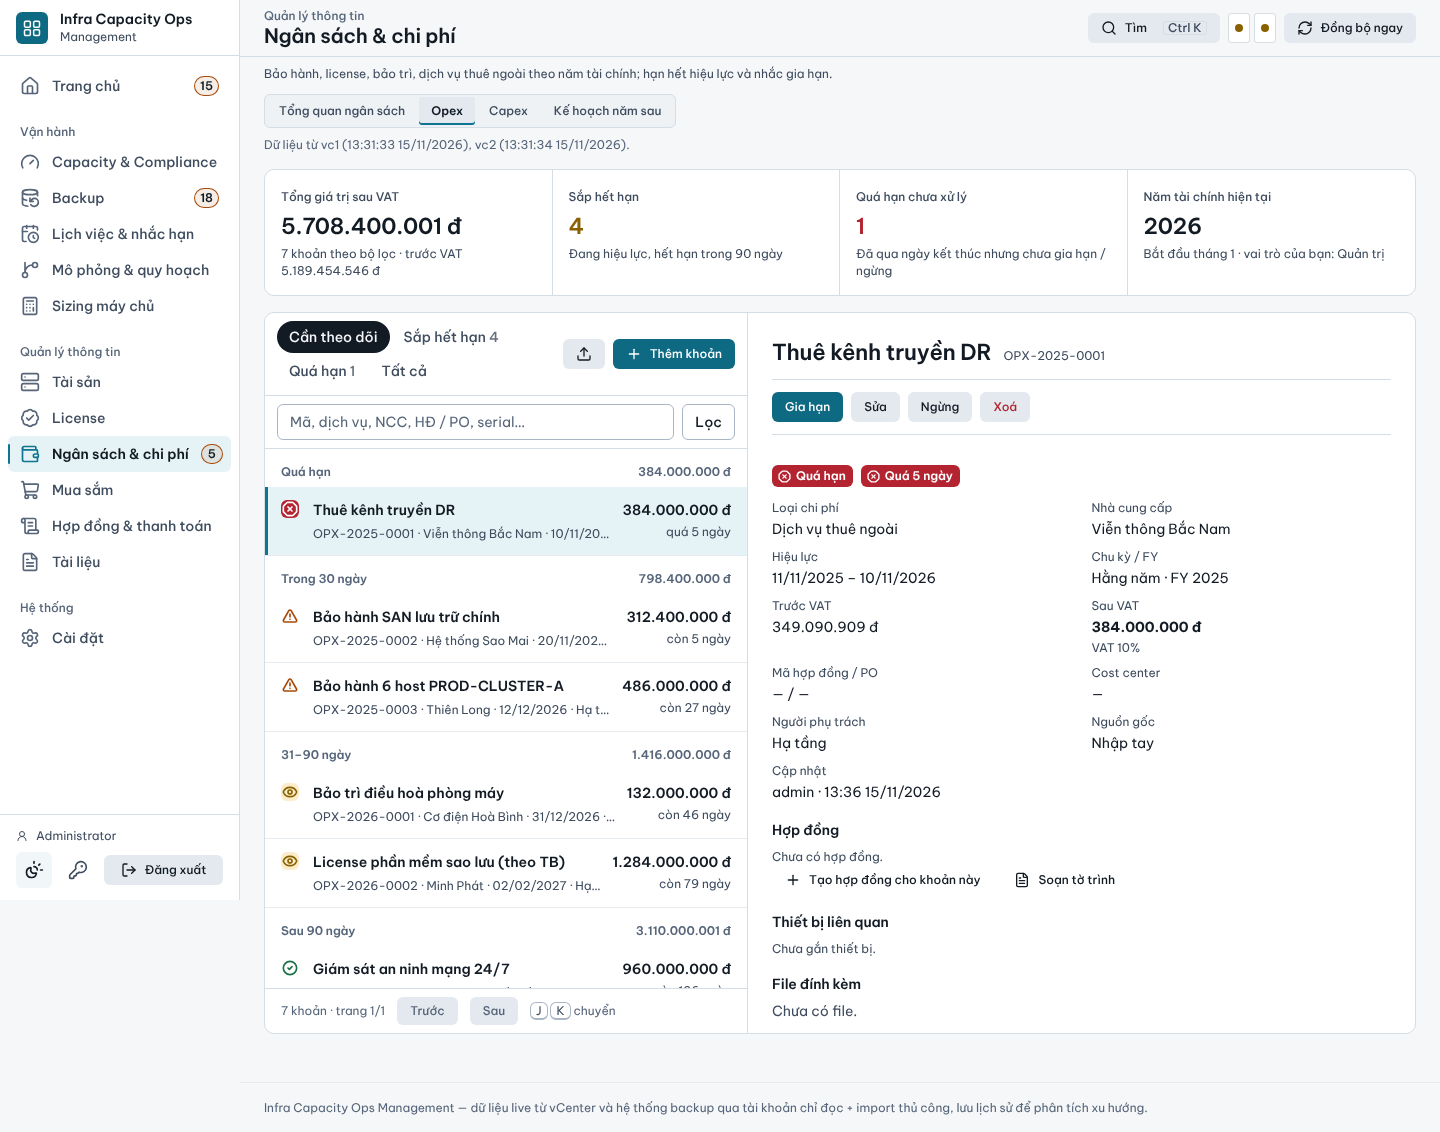 Infra Capacity Ops
Management
Trang chủ 15
Vận hành
Capacity & Compliance
Backup 18
Lịch việc & nhắc hạn
Mô phỏng & quy hoạch
Sizing máy chủ
Quản lý thông tin
Tài sản
License
Ngân sách & chi phí 5
Mua sắm
Hợp đồng & thanh toán
Tài liệu
Hệ thống
Cài đặt
Administrator
Đăng xuất
Quản lý thông tin
Ngân sách & chi phí
Tìm Ctrl K
Đồng bộ ngay
Bảo hành, license, bảo trì, dịch vụ thuê ngoài theo năm tài chính; hạn hết hiệu lực và nhắc gia hạn.
Tổng quan ngân sách Opex Capex Kế hoạch năm sau
Dữ liệu từ vc1 (13:31:33 15/11/2026), vc2 (13:31:34 15/11/2026).
Tổng giá trị sau VAT
5.708.400.001 đ
7 khoản theo bộ lọc · trước VAT
5.189.454.546 đ
Sắp hết hạn
4
Đang hiệu lực, hết hạn trong 90 ngày
Quá hạn chưa xử lý
1
Đã qua ngày kết thúc nhưng chưa gia hạn /
ngừng
Năm tài chính hiện tại
2026
Bắt đầu tháng 1 · vai trò của bạn: Quản trị
Cần theo dõi Sắp hết hạn 4
Quá hạn 1 Tất cả
Thêm khoản
Mã, dịch vụ, NCC, HĐ / PO, serial...
Lọc
Quá hạn 384.000.000 đ
Thuê kênh truyền DR 384.000.000 đ
OPX-2025-0001 · Viễn thông Bắc Nam · 10/11/20... quá 5 ngày
Trong 30 ngày 798.400.000 đ
Bảo hành SAN lưu trữ chính 312.400.000 đ
OPX-2025-0002 · Hệ thống Sao Mai · 20/11/202... còn 5 ngày
Bảo hành 6 host PROD-CLUSTER-A 486.000.000 đ
OPX-2025-0003 · Thiên Long · 12/12/2026 · Hạ t... còn 27 ngày
31–90 ngày 1.416.000.000 đ
Bảo trì điều hoà phòng máy 132.000.000 đ
OPX-2026-0001 · Cơ điện Hoà Bình · 31/12/2026 ·... còn 46 ngày
License phần mềm sao lưu (theo TB) 1.284.000.000 đ
OPX-2026-0002 · Minh Phát · 02/02/2027 · Hạ... còn 79 ngày
Sau 90 ngày 3.110.000.001 đ
Giám sát an ninh mạng 24/7 960.000.000 đ
7 khoản · trang 1/1 Trước Sau J K chuyển
Thuê kênh truyền DR OPX-2025-0001
Gia hạn Sửa Ngừng Xoá
Quá hạn Quá 5 ngày
Loại chi phí
Dịch vụ thuê ngoài
Nhà cung cấp
Viễn thông Bắc Nam
Hiệu lực
11/11/2025 – 10/11/2026
Chu kỳ / FY
Hằng năm · FY 2025
Trước VAT
349.090.909 đ
Sau VAT
384.000.000 đ
VAT 10%
Mã hợp đồng / PO
— / —
Cost center
—
Người phụ trách
Hạ tầng
Nguồn gốc
Nhập tay
Cập nhật
admin · 13:36 15/11/2026
Hợp đồng
Chưa có hợp đồng.
Tạo hợp đồng cho khoản này Soạn tờ trình
Thiết bị liên quan
Chưa gắn thiết bị.
File đính kèm
Chưa có file.
Infra Capacity Ops Management — dữ liệu live từ vCenter và hệ thống backup qua tài khoản chỉ đọc + import thủ công, lưu lịch sử để phân tích xu hướng.